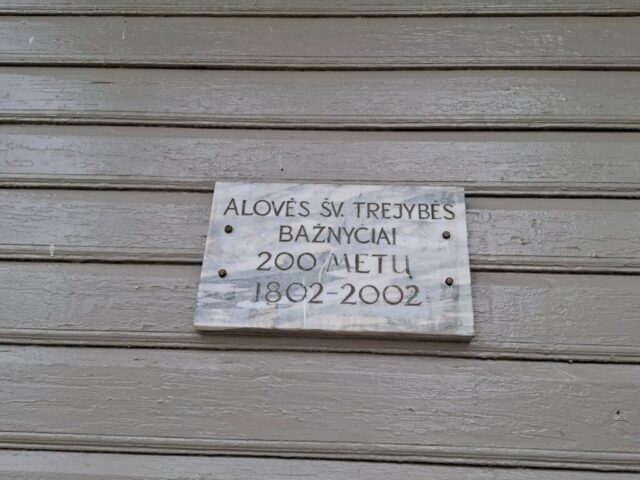 ALOVĖS ŠV. TREJYBĖS
BAŽNYČIAI
200 METŲ
1802-2002